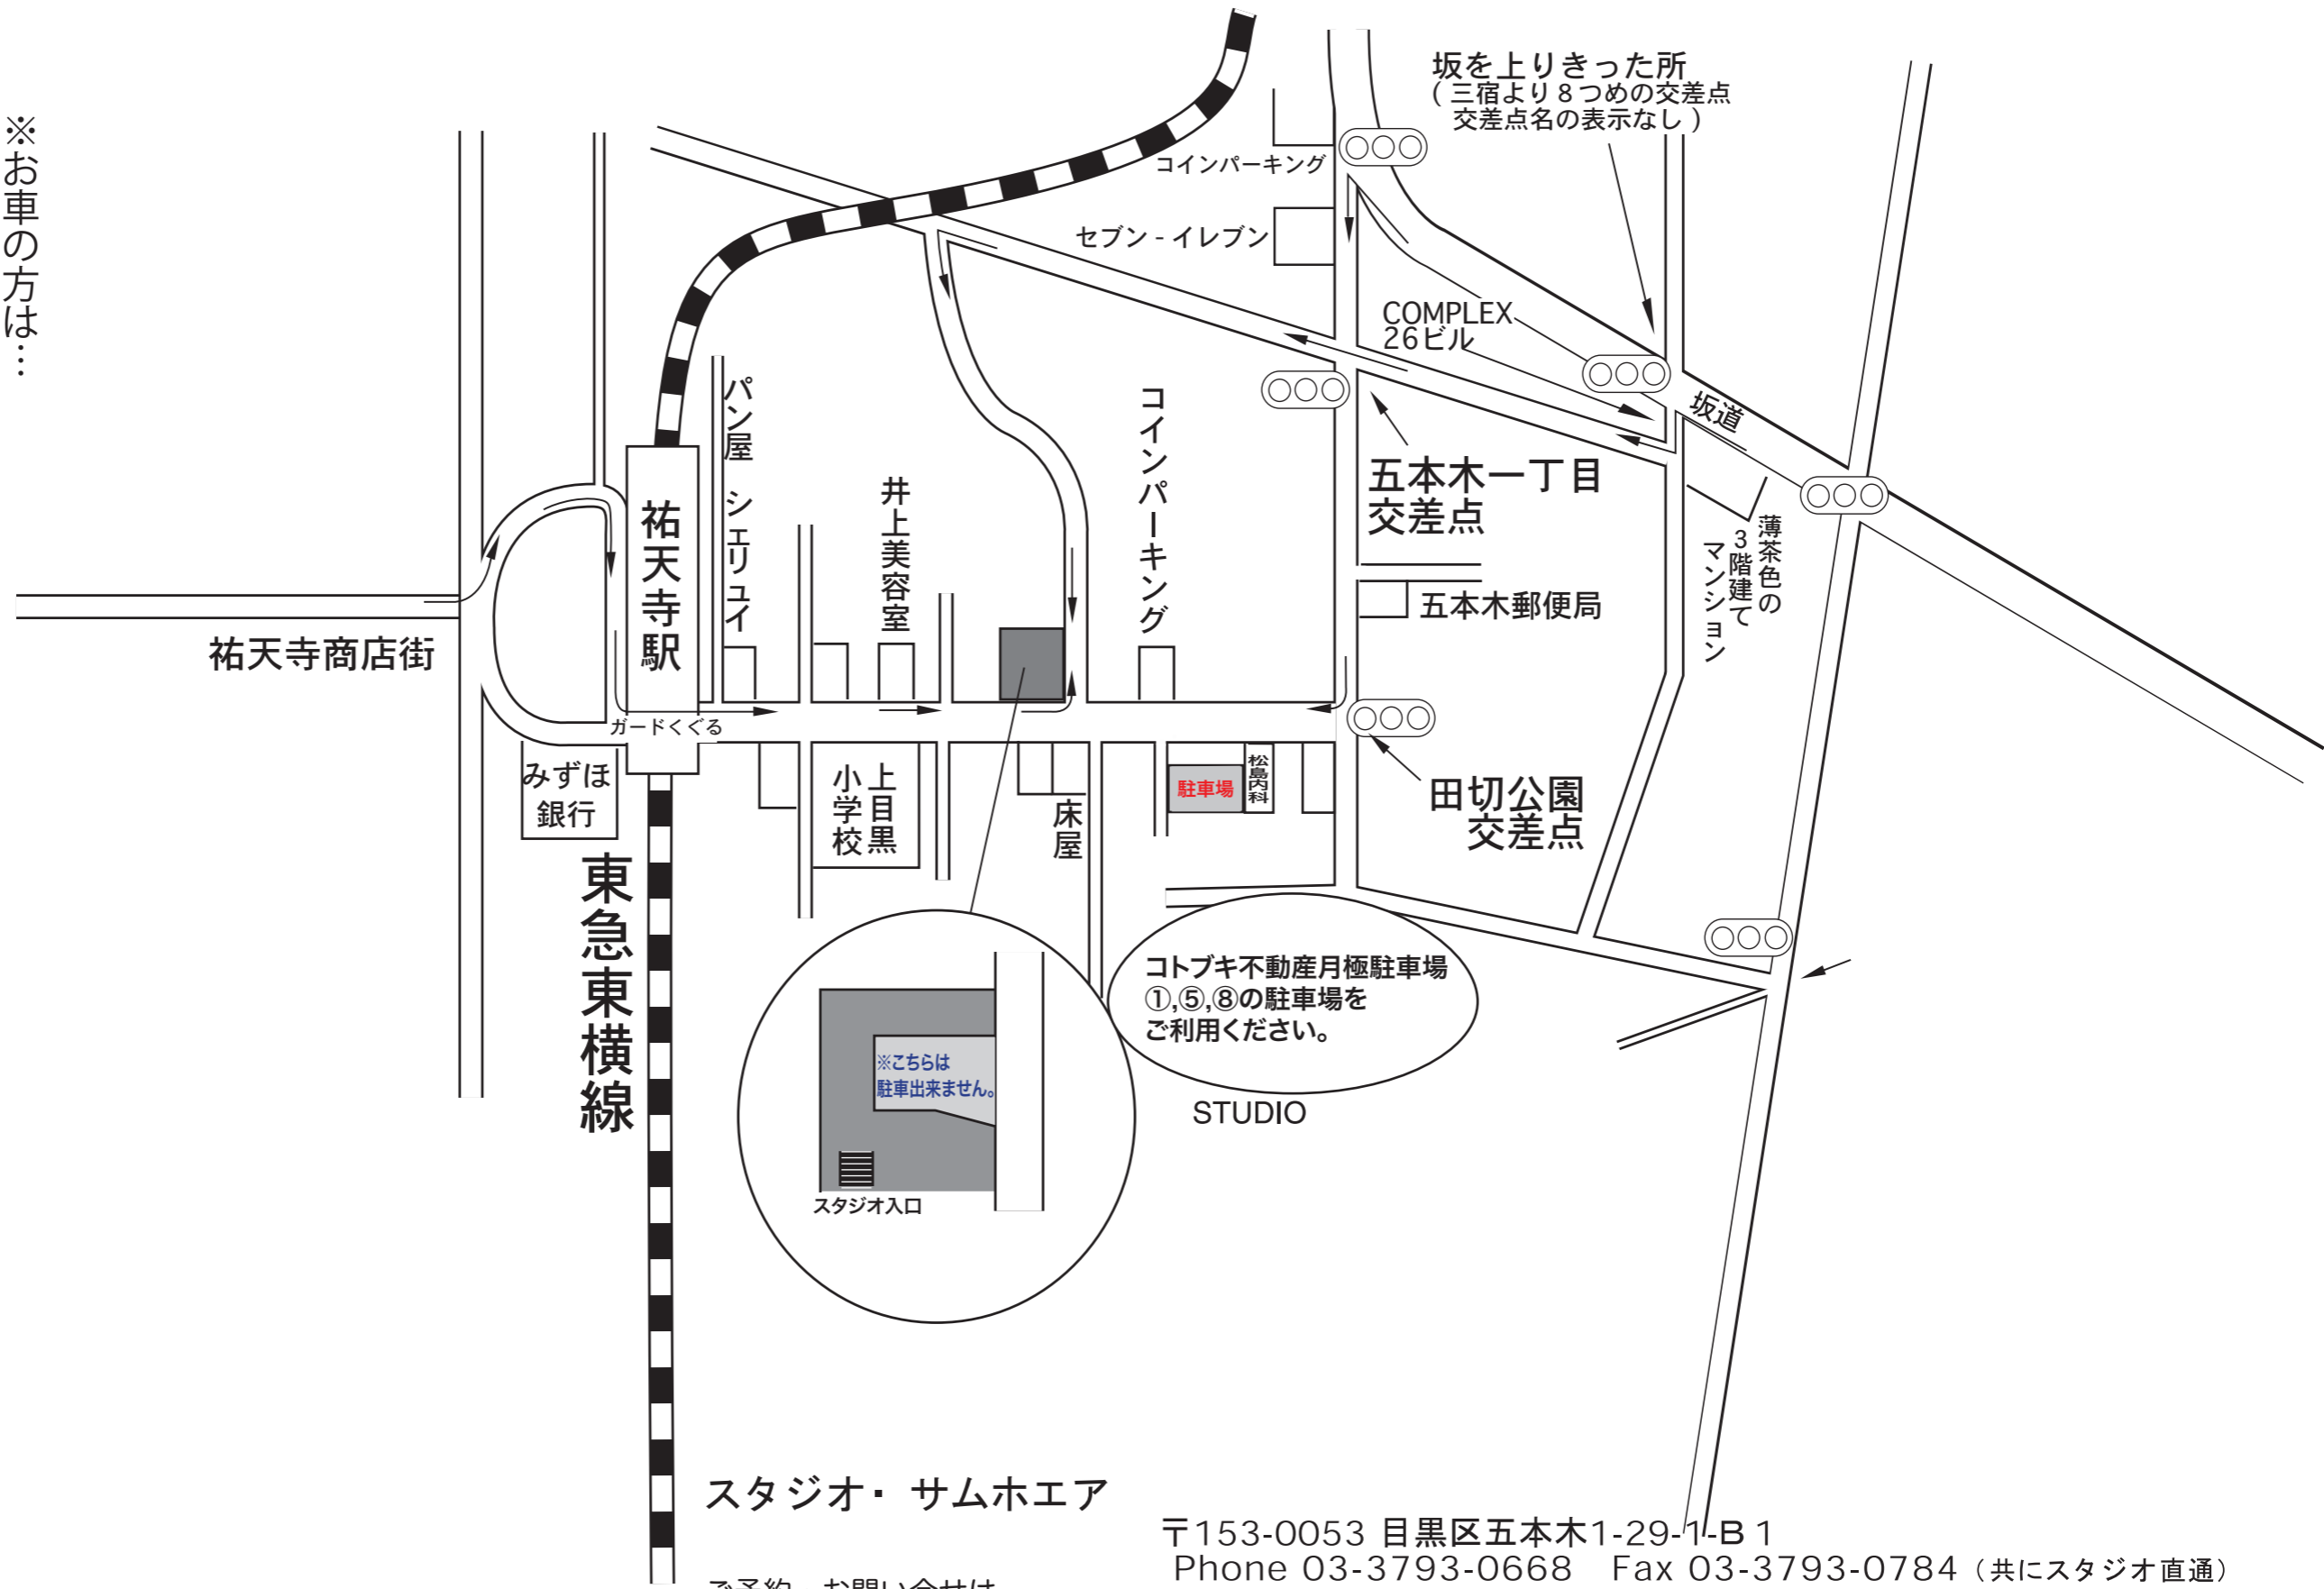 ※お車の方は…
坂を上りきった所
(三宿より8つめの交差点
交差点名の表示なし)
コインパーキング
セブン-イレブン
COMPLEX
26ビル
坂道
パン屋 シェリュイ
井上美容室
コインパーキング
五本木一丁目
交差点
薄茶色の
3階建て
マンション
祐天寺駅
五本木郵便局
祐天寺商店街
ガードくぐる
みずほ
銀行
上目黒
小学校
床屋
駐車場
松島内科
田切公園
交差点
東急東横線
コトブキ不動産月極駐車場
①,⑤,⑧の駐車場を
ご利用ください。
※こちらは
駐車出来ません。
STUDIO
スタジオ入口
スタジオ・サムホエア
〒153-0053 目黒区五本木1-29-1-B1
Phone 03-3793-0668 Fax 03-3793-0784(共にスタジオ直通)
ご予約、お問い合せは